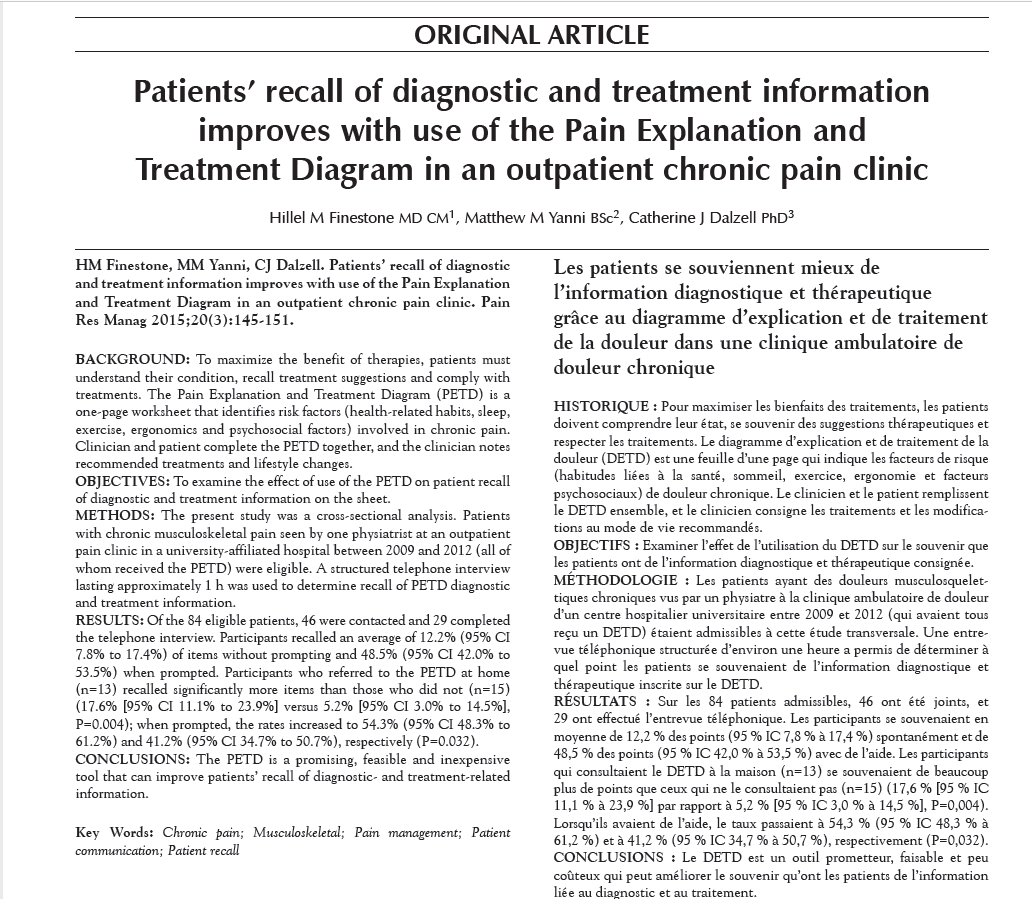 ORIGINAL ARTICLE
Patients’ recall of diagnostic and treatment information
improves with use of the Pain Explanation and
Treatment Diagram in an outpatient chronic pain clinic
Hillel M Finestone MD CM1, Matthew M Yanni BSc2, Catherine J Dalzell PhD3
HM Finestone, MM Yanni, CJ Dalzell. Patients’ recall of diagnostic
and treatment information improves with use of the Pain Explanation
and Treatment Diagram in an outpatient chronic pain clinic. Pain
Res Manag 2015;20(3):145-151.
BACKGROUND: To maximize the benefit of therapies, patients must
understand their condition, recall treatment suggestions and comply with
treatments. The Pain Explanation and Treatment Diagram (PETD) is a
one-page worksheet that identifies risk factors (health-related habits, sleep,
exercise, ergonomics and psychosocial factors) involved in chronic pain.
Clinician and patient complete the PETD together, and the clinician notes
recommended treatments and lifestyle changes.
OBJECTIVES: To examine the effect of use of the PETD on patient recall
of diagnostic and treatment information on the sheet.
METHODS: The present study was a cross-sectional analysis. Patients
with chronic musculoskeletal pain seen by one physiatrist at an outpatient
pain clinic in a university-affiliated hospital between 2009 and 2012 (all of
whom received the PETD) were eligible. A structured telephone interview
lasting approximately 1 h was used to determine recall of PETD diagnostic
and treatment information.
RESULTS: Of the 84 eligible patients, 46 were contacted and 29 completed
the telephone interview. Participants recalled an average of 12.2% (95% CI
7.8% to 17.4%) of items without prompting and 48.5% (95% CI 42.0% to
53.5%) when prompted. Participants who referred to the PETD at home
(n=13) recalled significantly more items than those who did not (n=15)
(17.6% [95% CI 11.1% to 23.9%] versus 5.2% [95% CI 3.0% to 14.5%],
P=0.004); when prompted, the rates increased to 54.3% (95% CI 48.3% to
61.2%) and 41.2% (95% CI 34.7% to 50.7%), respectively (P=0.032).
CONCLUSIONS: The PETD is a promising, feasible and inexpensive
tool that can improve patients’ recall of diagnostic- and treatment-related
information.
Key Words: Chronic pain; Musculoskeletal; Pain management; Patient
communication; Patient recall
Les patients se souviennent mieux de
l’information diagnostique et thérapeutique
grâce au diagramme d’explication et de traitement
de la douleur dans une clinique ambulatoire de
douleur chronique
HISTORIQUE : Pour maximiser les bienfaits des traitements, les patients
doivent comprendre leur état, se souvenir des suggestions thérapeutiques et
respecter les traitements. Le diagramme d’explication et de traitement de la
douleur (DETD) est une feuille d’une page qui indique les facteurs de risque
(habitudes liées à la santé, sommeil, exercice, ergonomie et facteurs
psychosociaux) de douleur chronique. Le clinicien et le patient remplissent
le DETD ensemble, et le clinicien consigne les traitements et les modifica-
tions au mode de vie recommandés.
OBJECTIFS : Examiner l’effet de l’utilisation du DETD sur le souvenir que
les patients ont de l’information diagnostique et thérapeutique consignée.
MÉTHODOLOGIE : Les patients ayant des douleurs musculosquelet-
tiques chroniques vus par un physiatre à la clinique ambulatoire de douleur
d’un centre hospitalier universitaire entre 2009 et 2012 (qui avaient tous
reçu un DETD) étaient admissibles à cette étude transversale. Une entre-
vue téléphonique structurée d’environ une heure a permis de déterminer à
quel point les patients se souvenaient de l’information diagnostique et
thérapeutique inscrite sur le DETD.
RÉSULTATS : Sur les 84 patients admissibles, 46 ont été joints, et
29 ont effectué l’entrevue téléphonique. Les participants se souvenaient en
moyenne de 12,2 % des points (95 % IC 7,8 % à 17,4 %) spontanément et de
48,5 % des points (95 % IC 42,0 % à 53,5 %) avec de l’aide. Les participants
qui consultaient le DETD à la maison (n=13) se souvenaient de beaucoup
plus de points que ceux qui ne le consultaient pas (n=15) (17,6 % [95 % IC
11,1 % à 23,9 %] par rapport à 5,2 % [95 % IC 3,0 % à 14,5 %], P=0,004).
Lorsqu’ils avaient de l’aide, le taux passaient à 54,3 % (95 % IC 48,3 % à
61,2 %) et à 41,2 % (95 % IC 34,7 % à 50,7 %), respectivement (P=0,032).
CONCLUSIONS : Le DETD est un outil prometteur, faisable et peu
coûteux qui peut améliorer le souvenir qu’ont les patients de l’information
liée au diagnostic et au traitement.